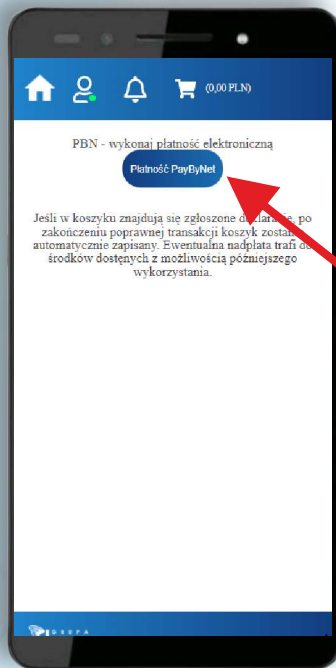 (0,00 PLN)
PBN - wykonaj płatność elektroniczną
Płatność PayByNet
Jeśli w koszyku znajdują się zgłoszone deklaracje, po
zakończeniu poprawnej transakcji koszyk zostanie
automatycznie zapisany. Ewentualna nadpłata trafi do
środków dostępnych z możliwością późniejszego
wykorzystania.
GRUPA